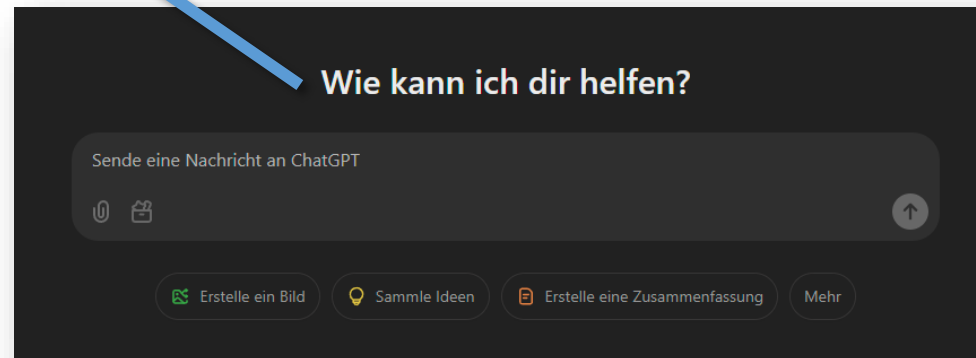 Wie kann ich dir helfen?
Sende eine Nachricht an ChatGPT
Erstelle ein Bild
Sammle Ideen
Erstelle eine Zusammenfassung
Mehr